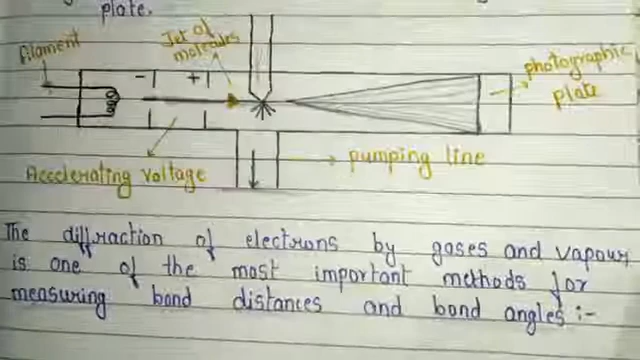 plate.
Filament
Jet of
molecules
- +
photographic
plate
Accelerating voltage
pumping line
The diffraction of electrons by gases and vapour
is one of the most important methods for
measuring bond distances and bond angles :-